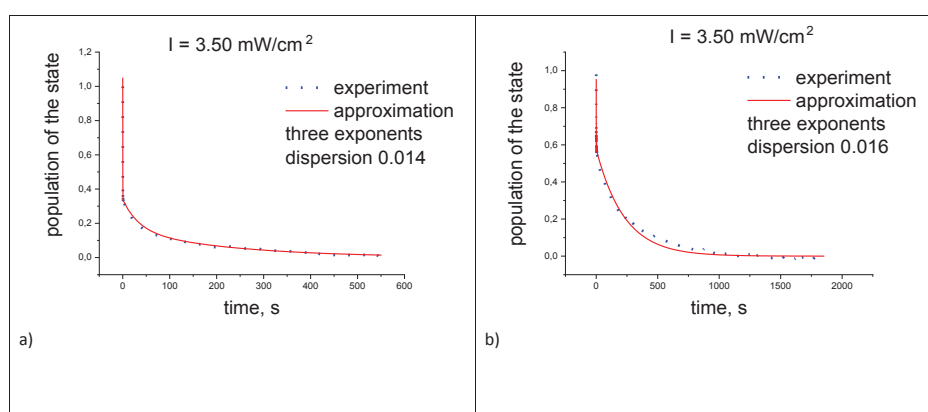 I = 3.50 mW/cm²
1,2
1,0
0,8
0,6
0,4
0,2
0,0
population of the state
experiment
approximation
three exponents
dispersion 0.014
0 100 200 300 400 500 600
time, s
a)
I = 3.50 mW/cm²
1,0
0,8
0,6
0,4
0,2
0,0
population of the state
experiment
approximation
three exponents
dispersion 0.016
0 500 1000 1500 2000
time, s
b)